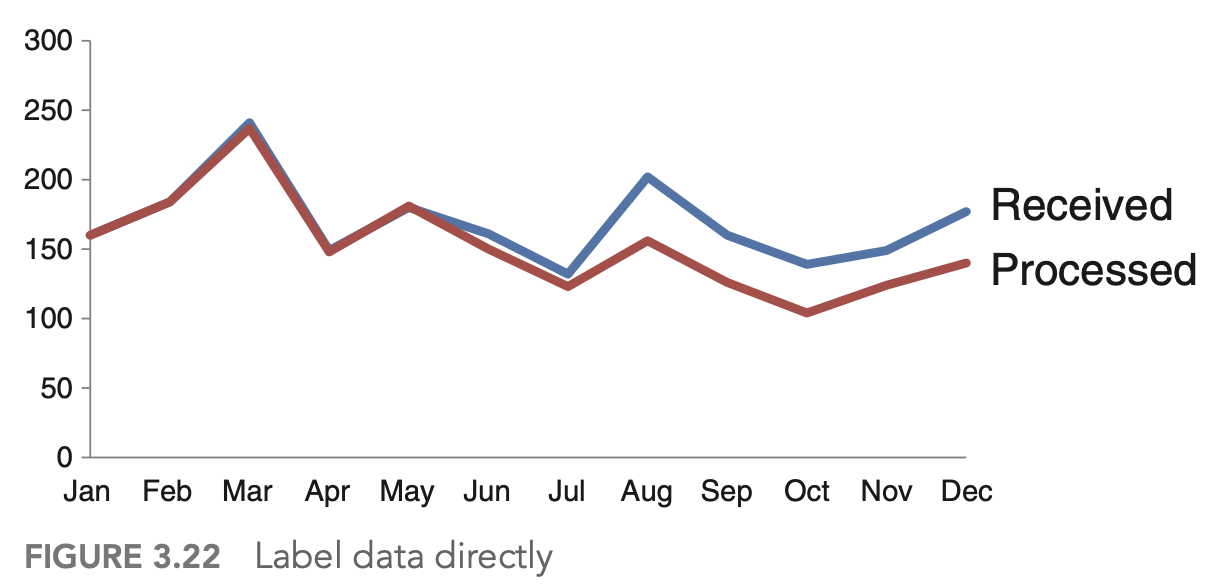 300
250
200
150
100
50
0
Received
Processed
Jan Feb Mar Apr May Jun Jul Aug Sep Oct Nov Dec
FIGURE 3.22 Label data directly